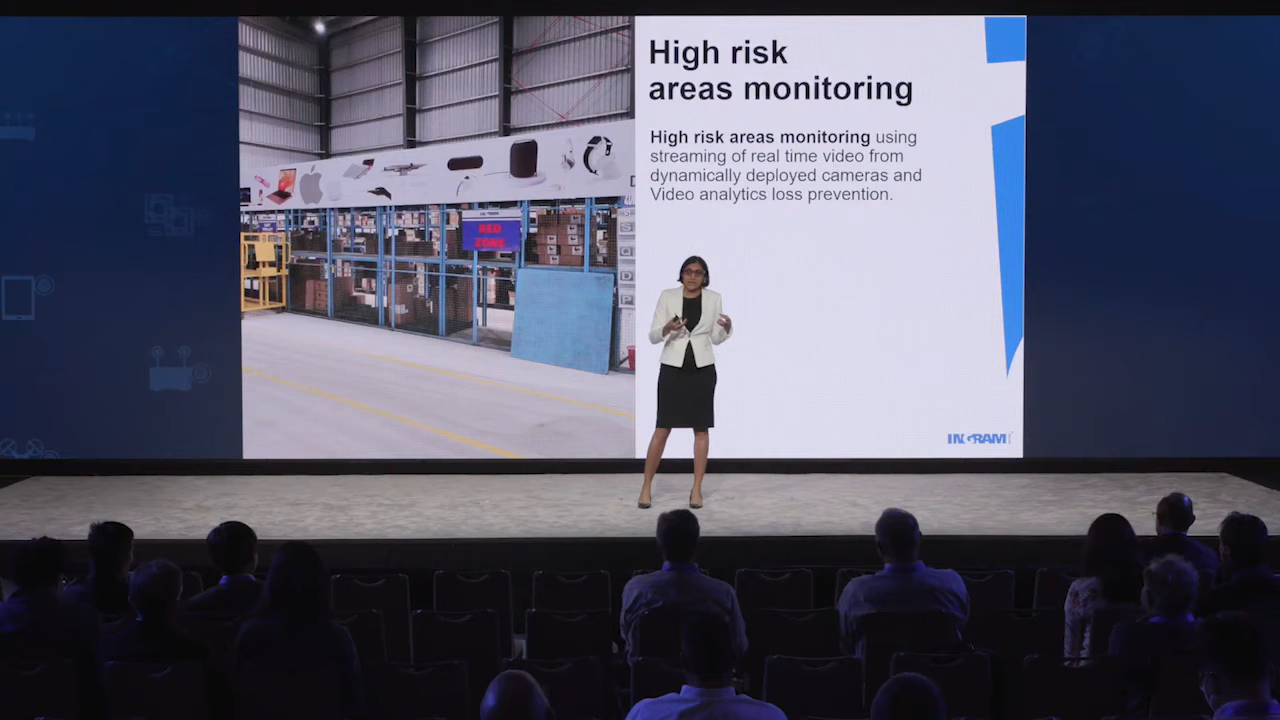 High risk
areas monitoring
High risk areas monitoring using
streaming of real time video from
dynamically deployed cameras and
Video analytics loss prevention.
RED
ZONE
INGRAM